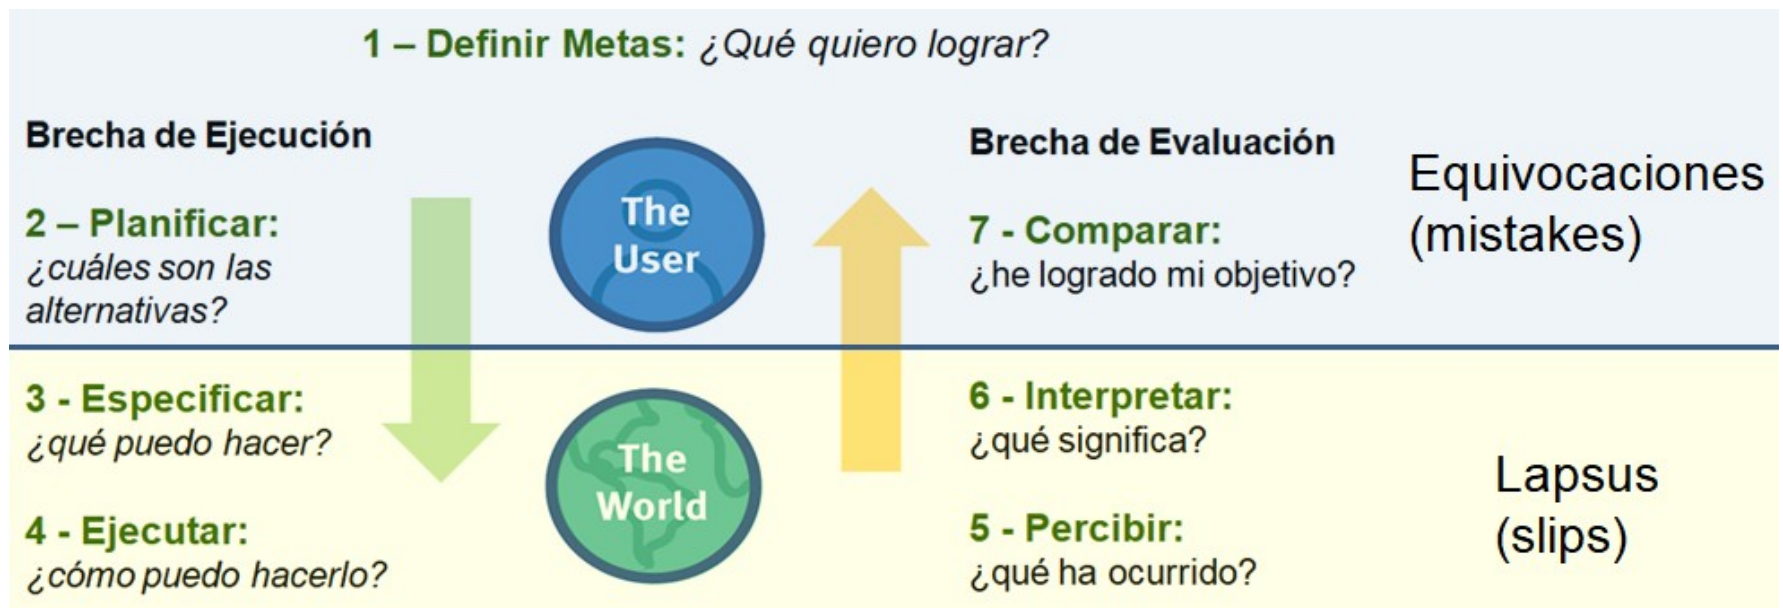 1 – Definir Metas: ¿Qué quiero lograr?
Brecha de Ejecución
2 – Planificar:
¿cuáles son las
alternativas?
3 - Especificar:
¿qué puedo hacer?
4 - Ejecutar:
¿cómo puedo hacerlo?
The
User
The
World
Brecha de Evaluación
7 - Comparar:
¿he logrado mi objetivo?
6 - Interpretar:
¿qué significa?
5 - Percibir:
¿qué ha ocurrido?
Equivocaciones
(mistakes)
Lapsus
(slips)